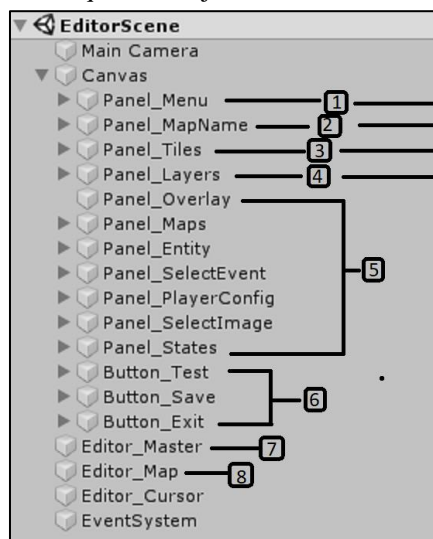 EditorScene
Main Camera
Canvas
Panel_Menu 1
Panel_MapName 2
Panel_Tiles 3
Panel_Layers 4
Panel_Overlay
Panel_Maps
Panel_Entity
Panel_SelectEvent 5
Panel_PlayerConfig
Panel_SelectImage
Panel_States
Button_Test
Button_Save 6
Button_Exit
Editor_Master 7
Editor_Map 8
Editor_Cursor
EventSystem